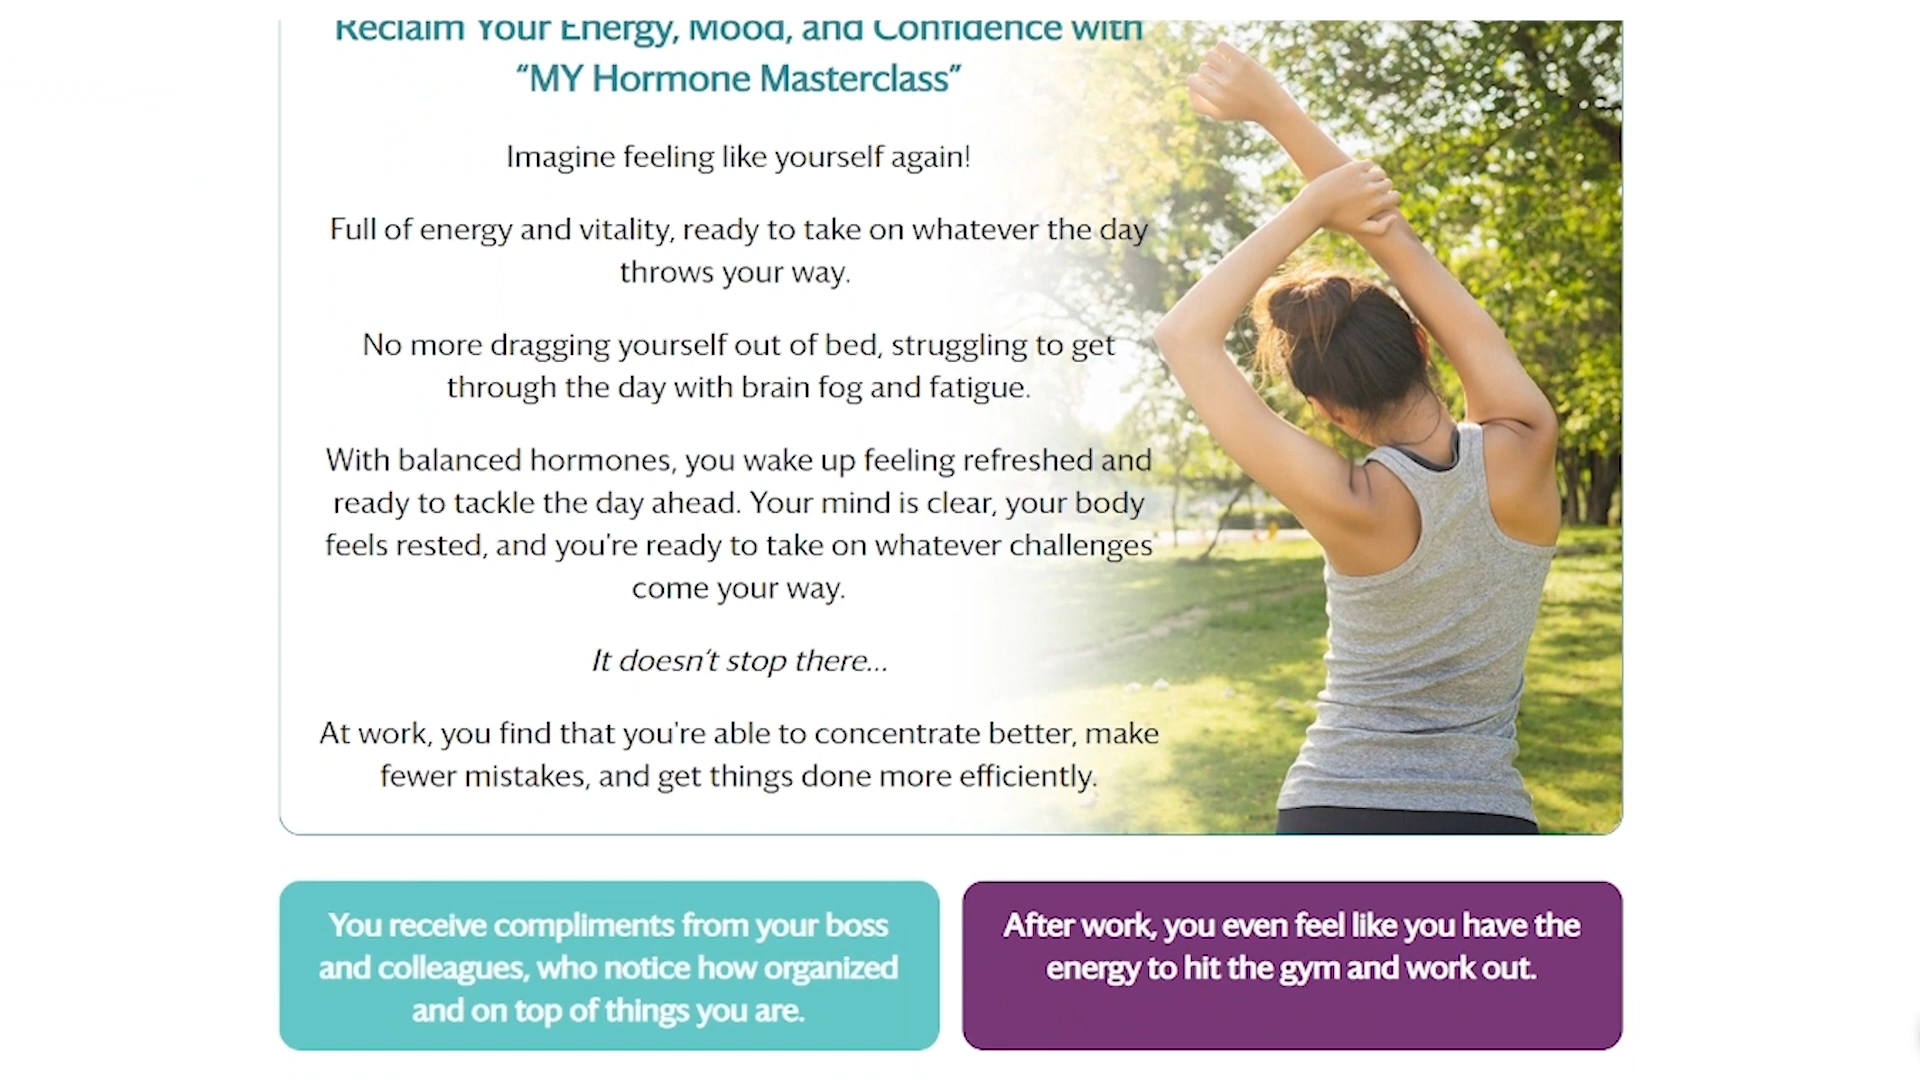 Reclaim Your Energy, Mood, and Confidence with
“MY Hormone Masterclass”
Imagine feeling like yourself again!
Full of energy and vitality, ready to take on whatever the day
throws your way.
No more dragging yourself out of bed, struggling to get
through the day with brain fog and fatigue.
With balanced hormones, you wake up feeling refreshed and
ready to tackle the day ahead. Your mind is clear, your body
feels rested, and you're ready to take on whatever challenges
come your way.
It doesn’t stop there...
At work, you find that you're able to concentrate better, make
fewer mistakes, and get things done more efficiently.
You receive compliments from your boss
and colleagues, who notice how organized
and on top of things you are.
After work, you even feel like you have the
energy to hit the gym and work out.